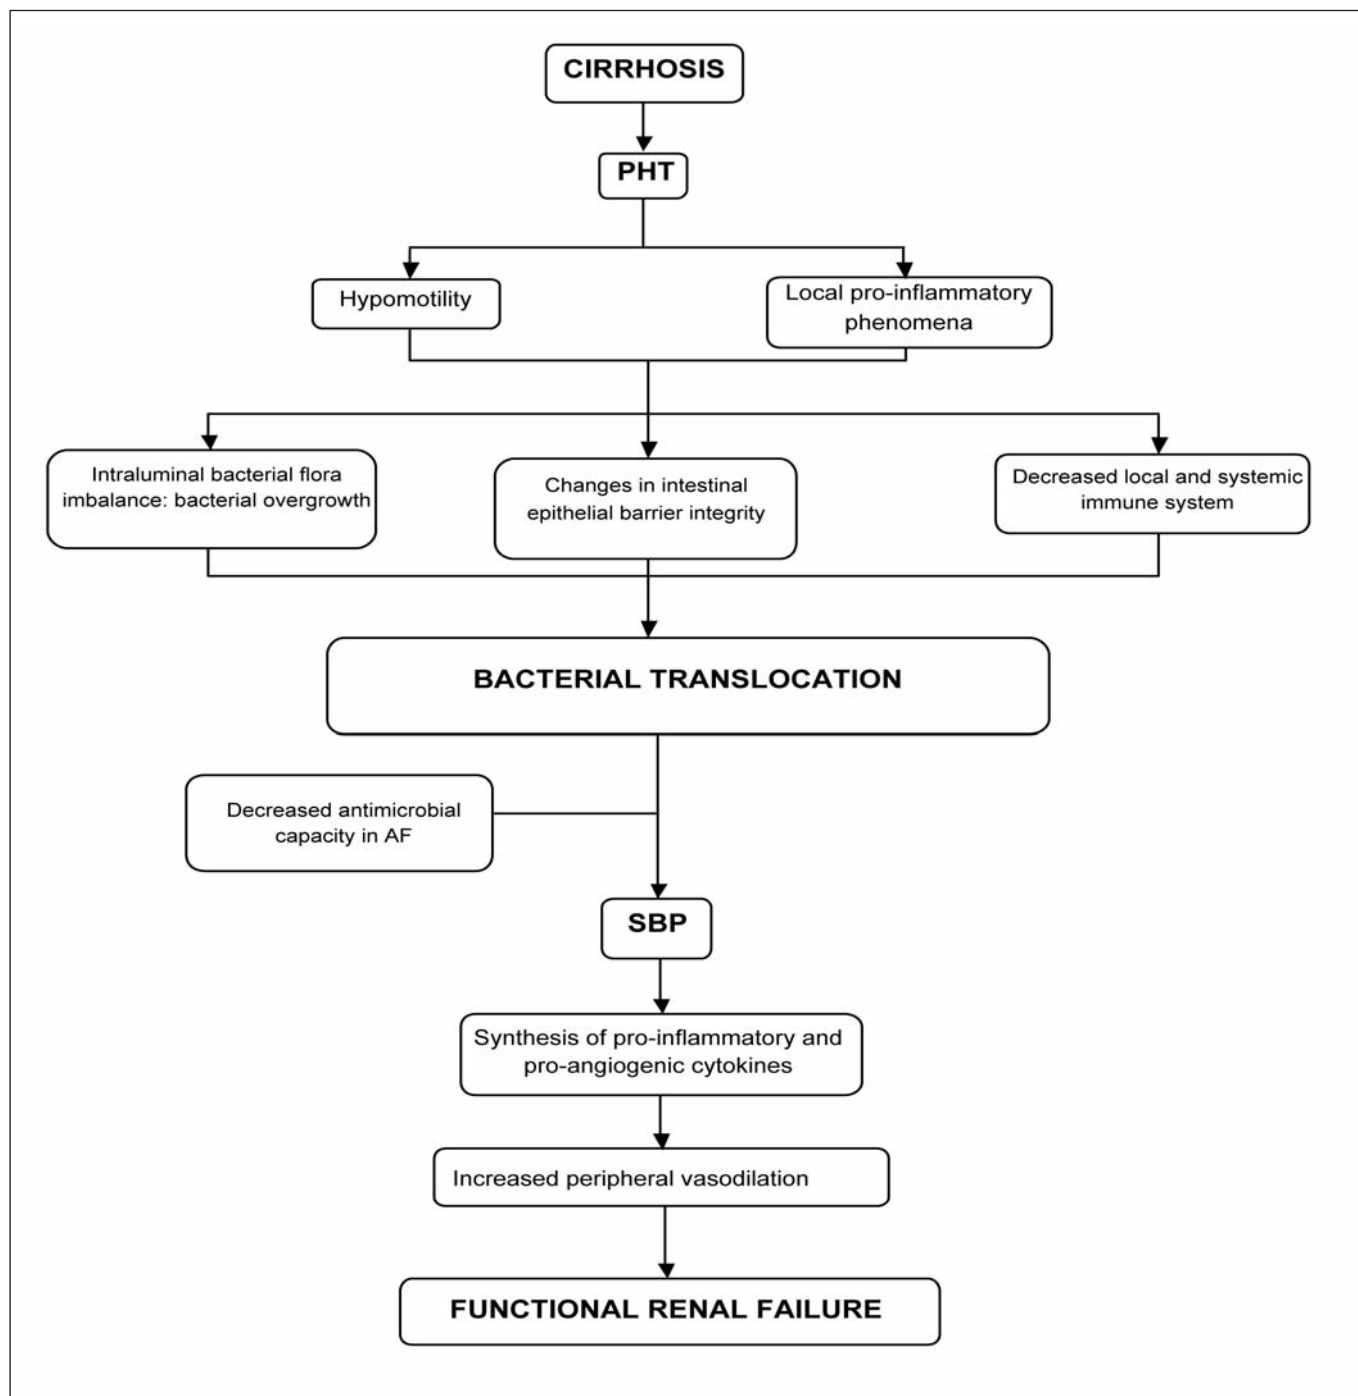 CIRRHOSIS
PHT
Hypomotility
Local pro-inflammatory
phenomena
Intraluminal bacterial flora
imbalance: bacterial overgrowth
Changes in intestinal
epithelial barrier integrity
Decreased local and systemic
immune system
BACTERIAL TRANSLOCATION
Decreased antimicrobial
capacity in AF
SBP
Synthesis of pro-inflammatory and
pro-angiogenic cytokines
Increased peripheral vasodilation
FUNCTIONAL RENAL FAILURE